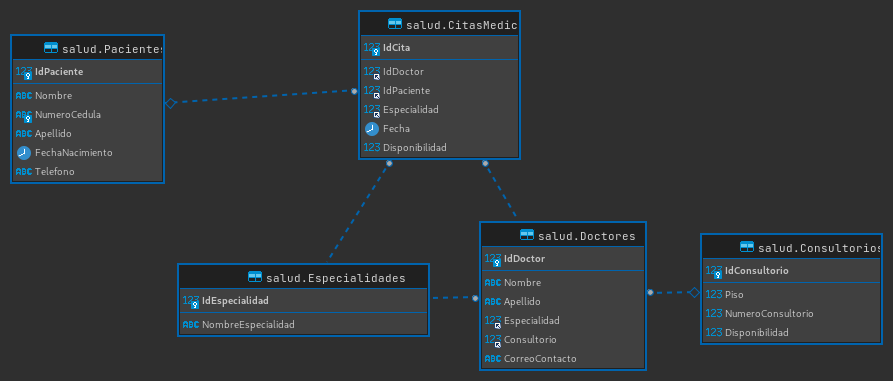 salud.Pacientes
123 IdPaciente
ABC Nombre
ABC NumeroCedula
ABC Apellido
FechaNacimiento
ABC Telefono
salud.CitasMedic
123 IdCita
123 IdDoctor
123 IdPaciente
123 Especialidad
Fecha
123 Disponibilidad
salud.Especialidades
123 IdEspecialidad
ABC NombreEspecialidad
salud.Doctores
123 IdDoctor
ABC Nombre
ABC Apellido
123 Especialidad
123 Consultorio
ABC CorreoContacto
salud.Consultorios
123 IdConsultorio
123 Piso
123 NumeroConsultorio
123 Disponibilidad